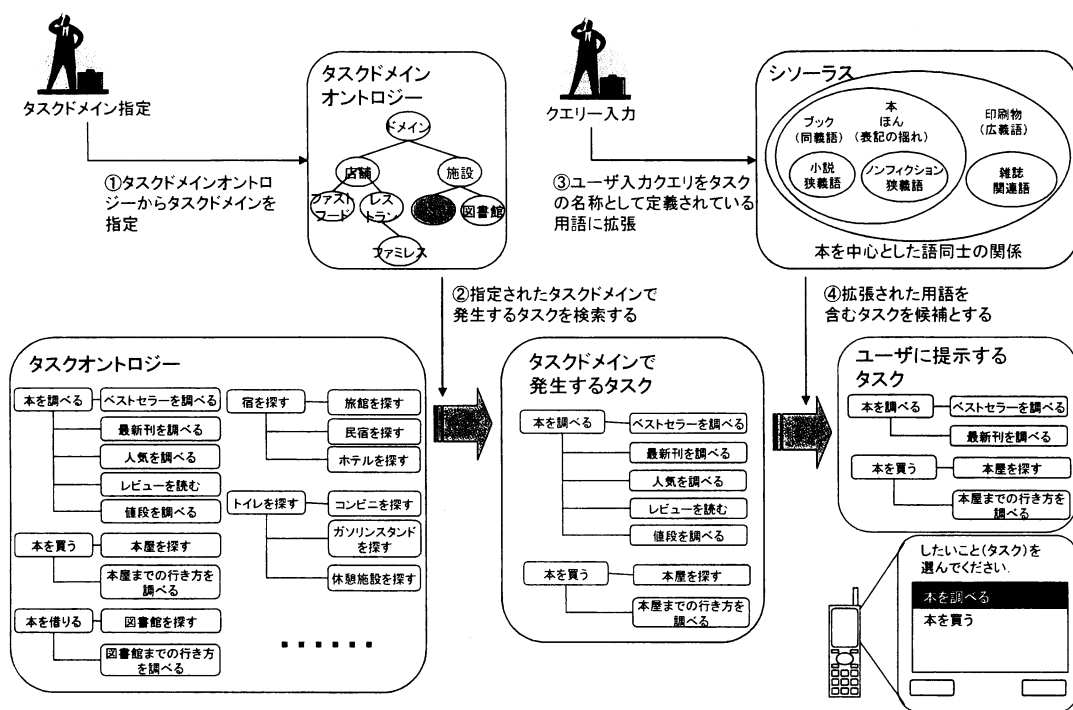 タスクドメイン指定
①タスクドメインオントロ
ジーからタスクドメインを
指定
タスクドメイン
オントロジー
ドメイン
店舗
施設
ファスト
フード
レス
トラン
図書館
ファミレス
クエリー入力
③ユーザ入力クエリをタスク
の名称として定義されている
用語に拡張
シソーラス
ブック
(同義語)
本
ほん
(表記の揺れ)
印刷物
(広義語)
小説
狭義語
ノンフィクション
狭義語
雑誌
関連語
本を中心とした語同士の関係
②指定されたタスクドメインで
発生するタスクを検索する
④拡張された用語を
含むタスクを候補とする
タスクオントロジー
本を調べる
ベストセラーを調べる
最新刊を調べる
人気を調べる
レビューを読む
値段を調べる
本を買う
本屋を探す
本屋までの行き方を
調べる
本を借りる
図書館を探す
図書館までの行き方
を調べる
宿を探す
旅館を探す
民宿を探す
ホテルを探す
トイレを探す
コンビニを探す
ガソリンスタンド
を探す
休憩施設を探す
・・・・・・
タスクドメインで
発生するタスク
本を調べる
ベストセラーを調べる
最新刊を調べる
人気を調べる
レビューを読む
値段を調べる
本を買う
本屋を探す
本屋までの行き方を
調べる
ユーザに提示する
タスク
本を調べる
ベストセラーを調べる
最新刊を調べる
本を買う
本屋を探す
本屋までの行き方を
調べる
したいこと(タスク)を
選んでください.
本を調べる
本を買う